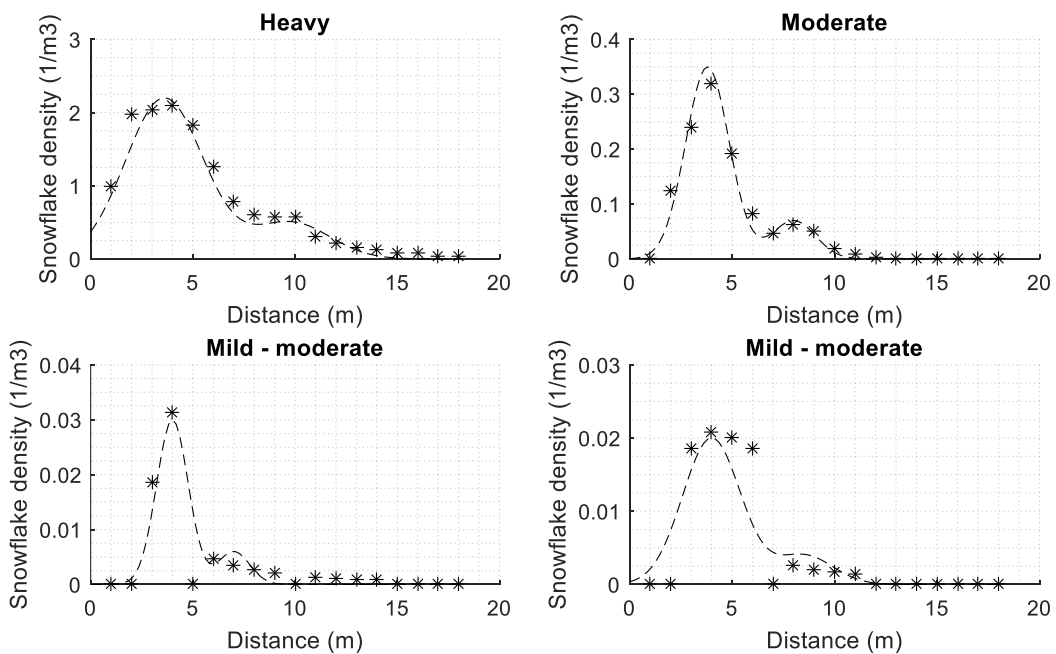 Heavy
Snowflake density (1/m3)
3
2
1
0
0 5 10 15 20
Distance (m)
Moderate
Snowflake density (1/m3)
0.4
0.3
0.2
0.1
0
0 5 10 15 20
Distance (m)
Mild - moderate
Snowflake density (1/m3)
0.04
0.03
0.02
0.01
0
0 5 10 15 20
Distance (m)
Mild - moderate
Snowflake density (1/m3)
0.03
0.02
0.01
0
0 5 10 15 20
Distance (m)